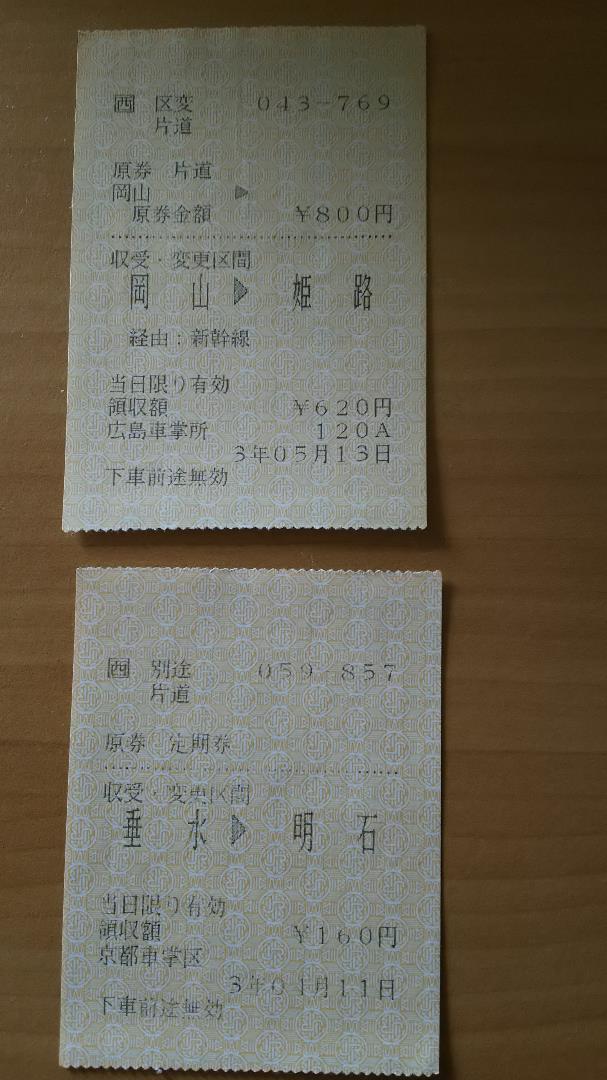 西 区変 043-769
片道
原券 片道
岡山 ▶
原券金額 ¥800円
収受・変更区間
岡山▶姫路
経由:新幹線
当日限り有効
領収額 ¥620円
広島車掌所 120A
3年05月13日
下車前途無効
西 別途 059 857
片道
原券 定期券
収受・変更区間
垂水▶明石
当日限り有効
領収額 ¥160円
京都車掌区
3年01月11日
下車前途無効